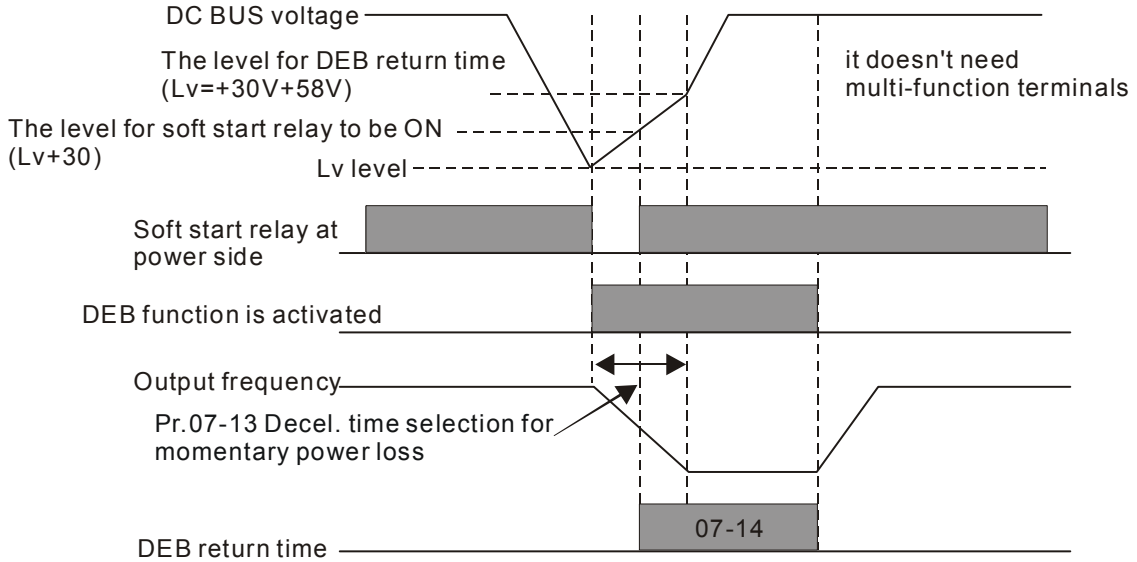 DC BUS voltage
The level for DEB return time
(Lv=+30V+58V)
it doesn't need
multi-function terminals
The level for soft start relay to be ON
(Lv+30)
Lv level
Soft start relay at
power side
DEB function is activated
Output frequency
Pr.07-13 Decel. time selection for
momentary power loss
07-14
DEB return time